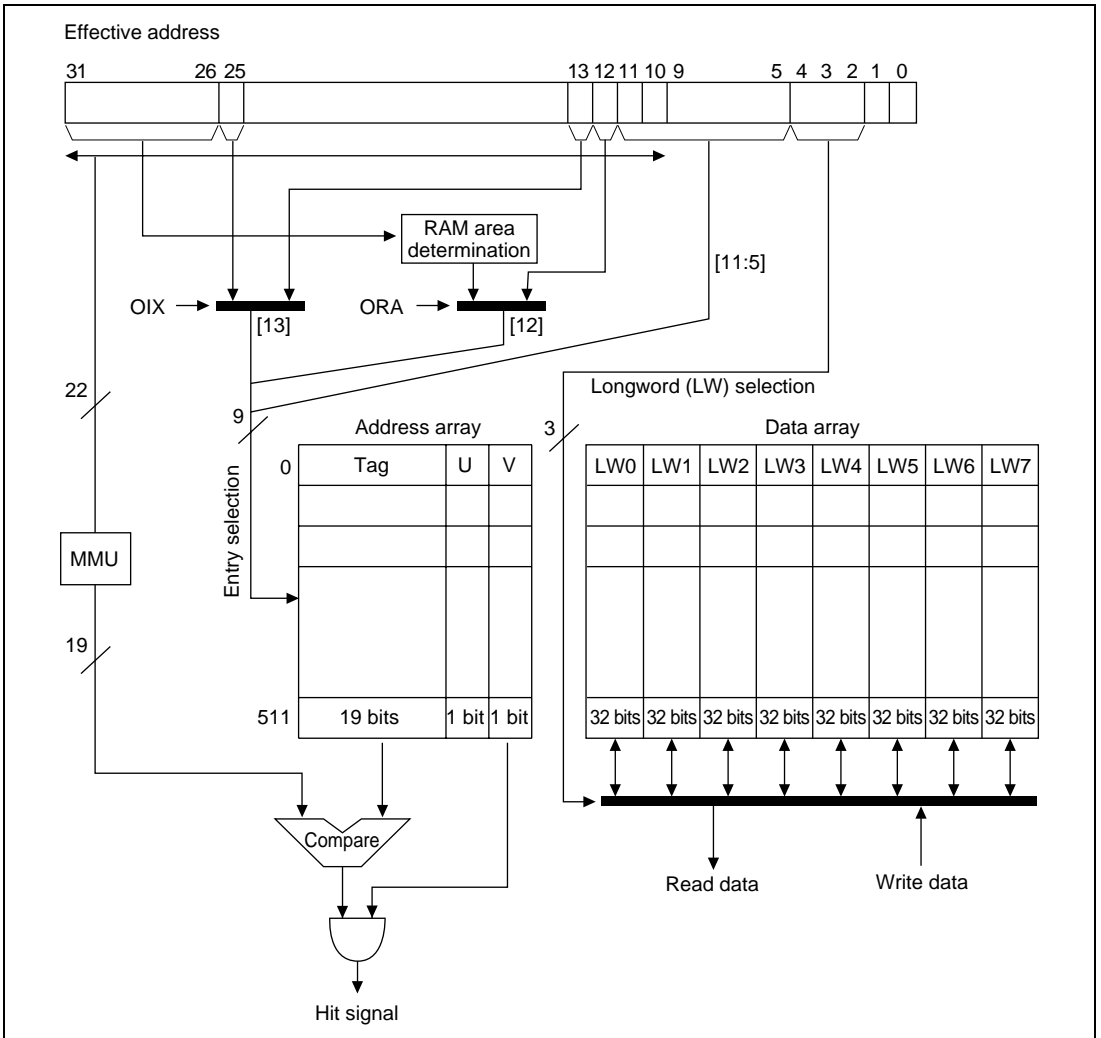 Effective address
31 26 25 13 12 11 10 9 5 4 3 2 1 0
RAM area
determination
[11:5]
OIX
ORA
[13]
[12]
22
Longword (LW) selection
9
3
Address array
Data array
0
Tag U V
LW0 LW1 LW2 LW3 LW4 LW5 LW6 LW7
Entry selection
MMU
19
511
19 bits 1 bit 1 bit
32 bits 32 bits 32 bits 32 bits 32 bits 32 bits 32 bits 32 bits
Compare
Read data
Write data
Hit signal